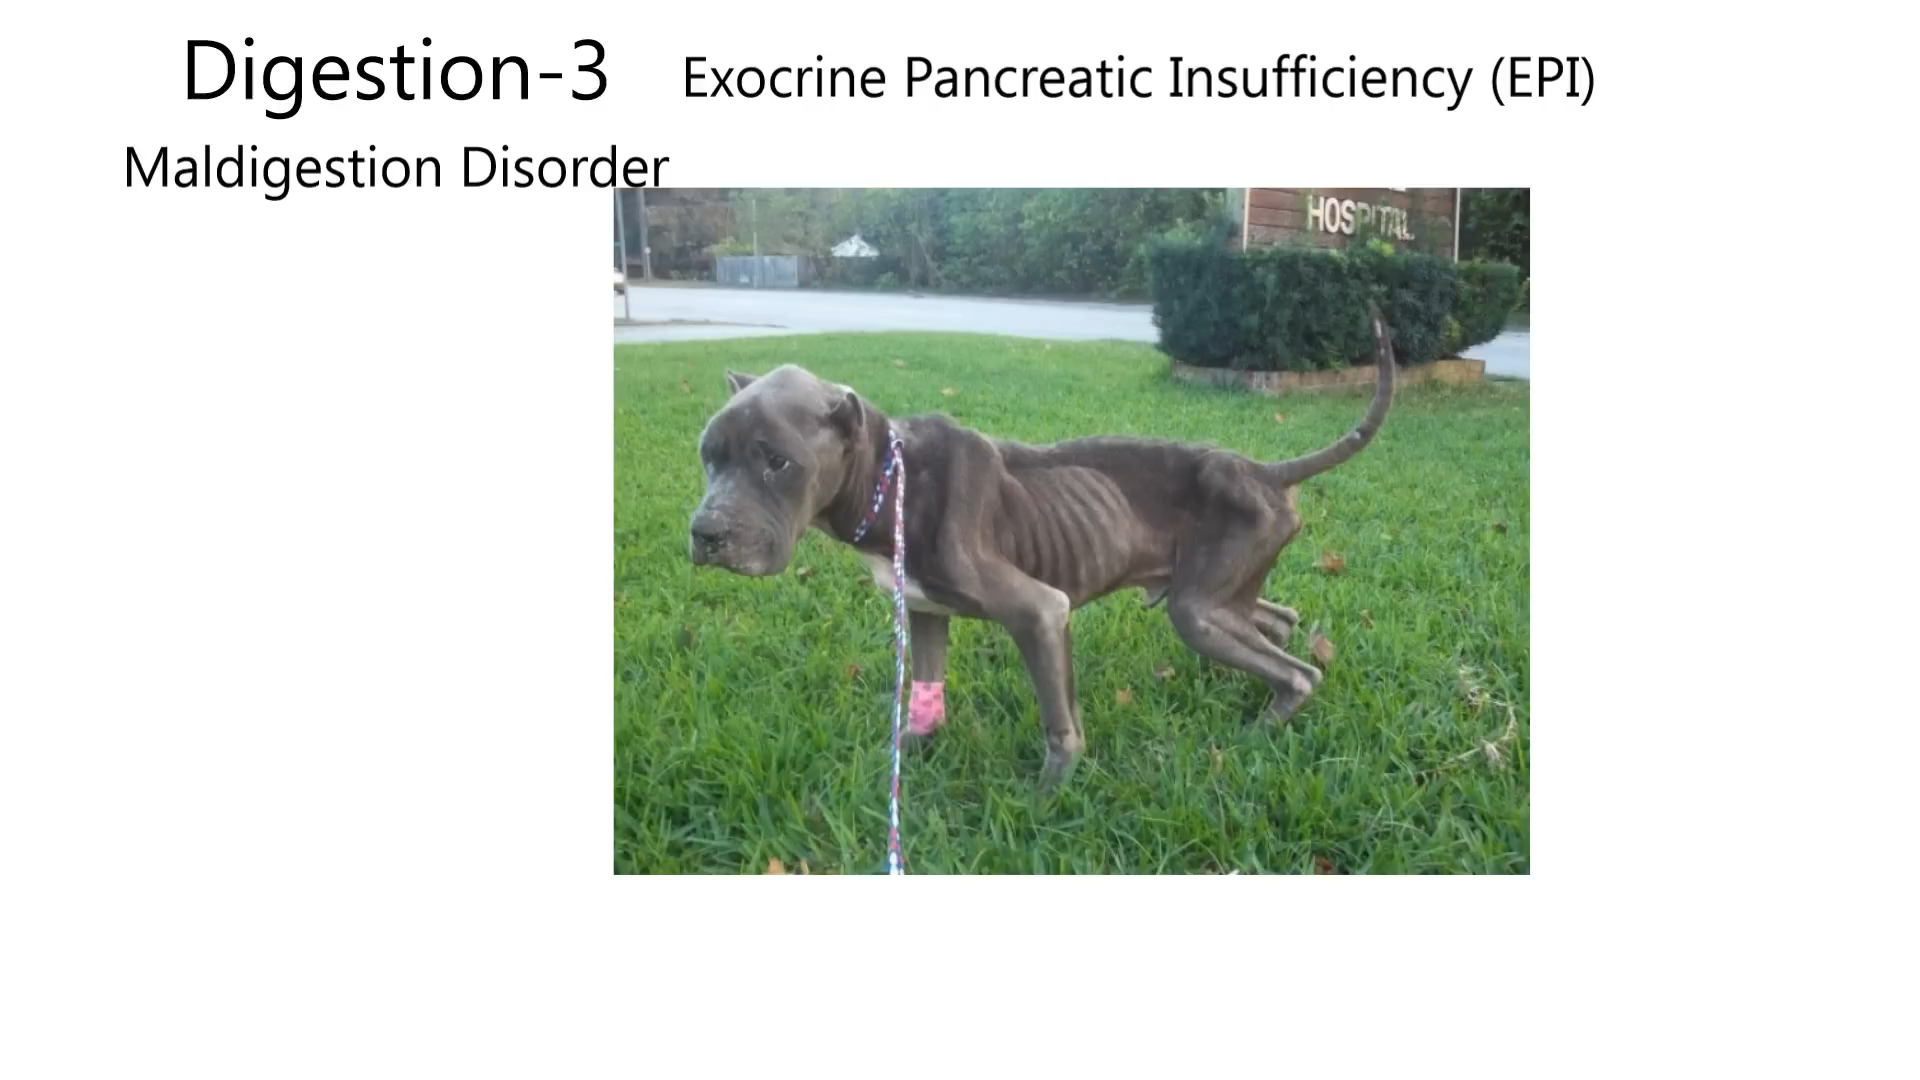 Digestion-3 Exocrine Pancreatic Insufficiency (EPI)
Maldigestion Disorder
HOSPITAL